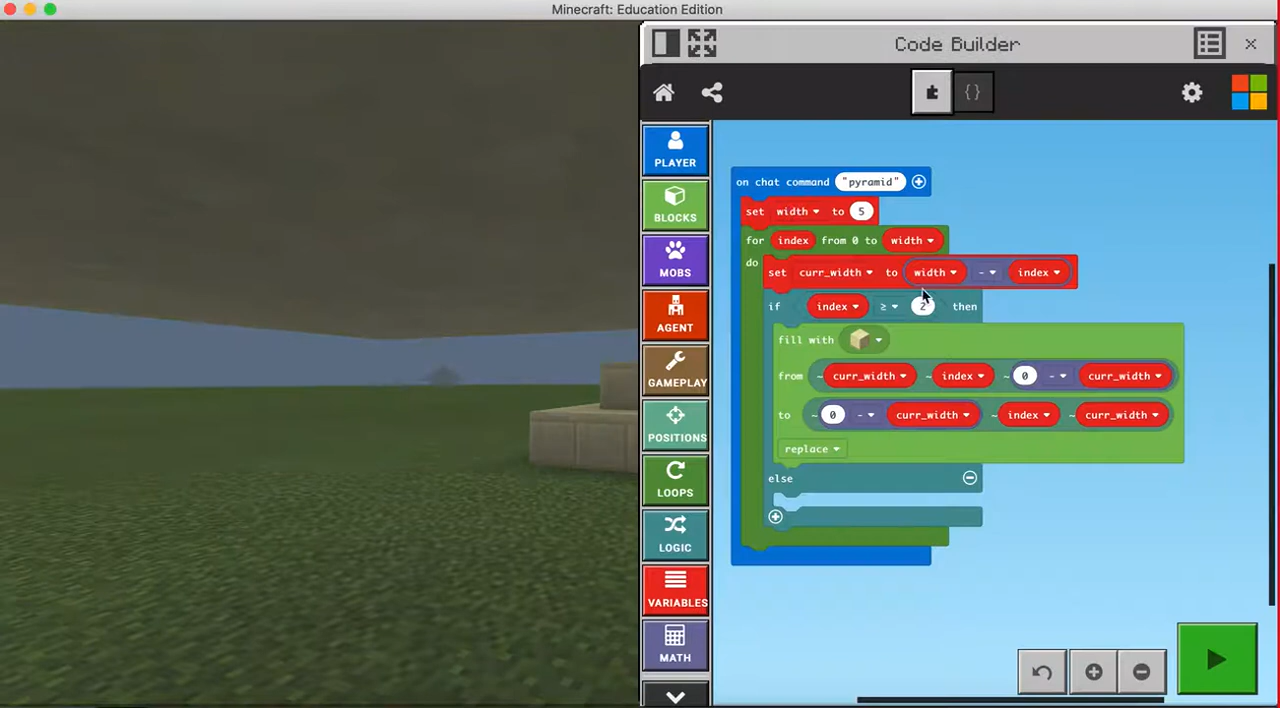 Minecraft: Education Edition
Code Builder
{}
PLAYER
BLOCKS
MOBS
AGENT
GAMEPLAY
POSITIONS
LOOPS
LOGIC
VARIABLES
MATH
on chat command "pyramid"
set width to 5
for index from 0 to width
do set curr_width to width - index
if index ≥ 2 then
fill with
from ~ curr_width ~ index ~ 0 - curr_width
to ~ 0 - curr_width ~ index ~ curr_width
replace
else